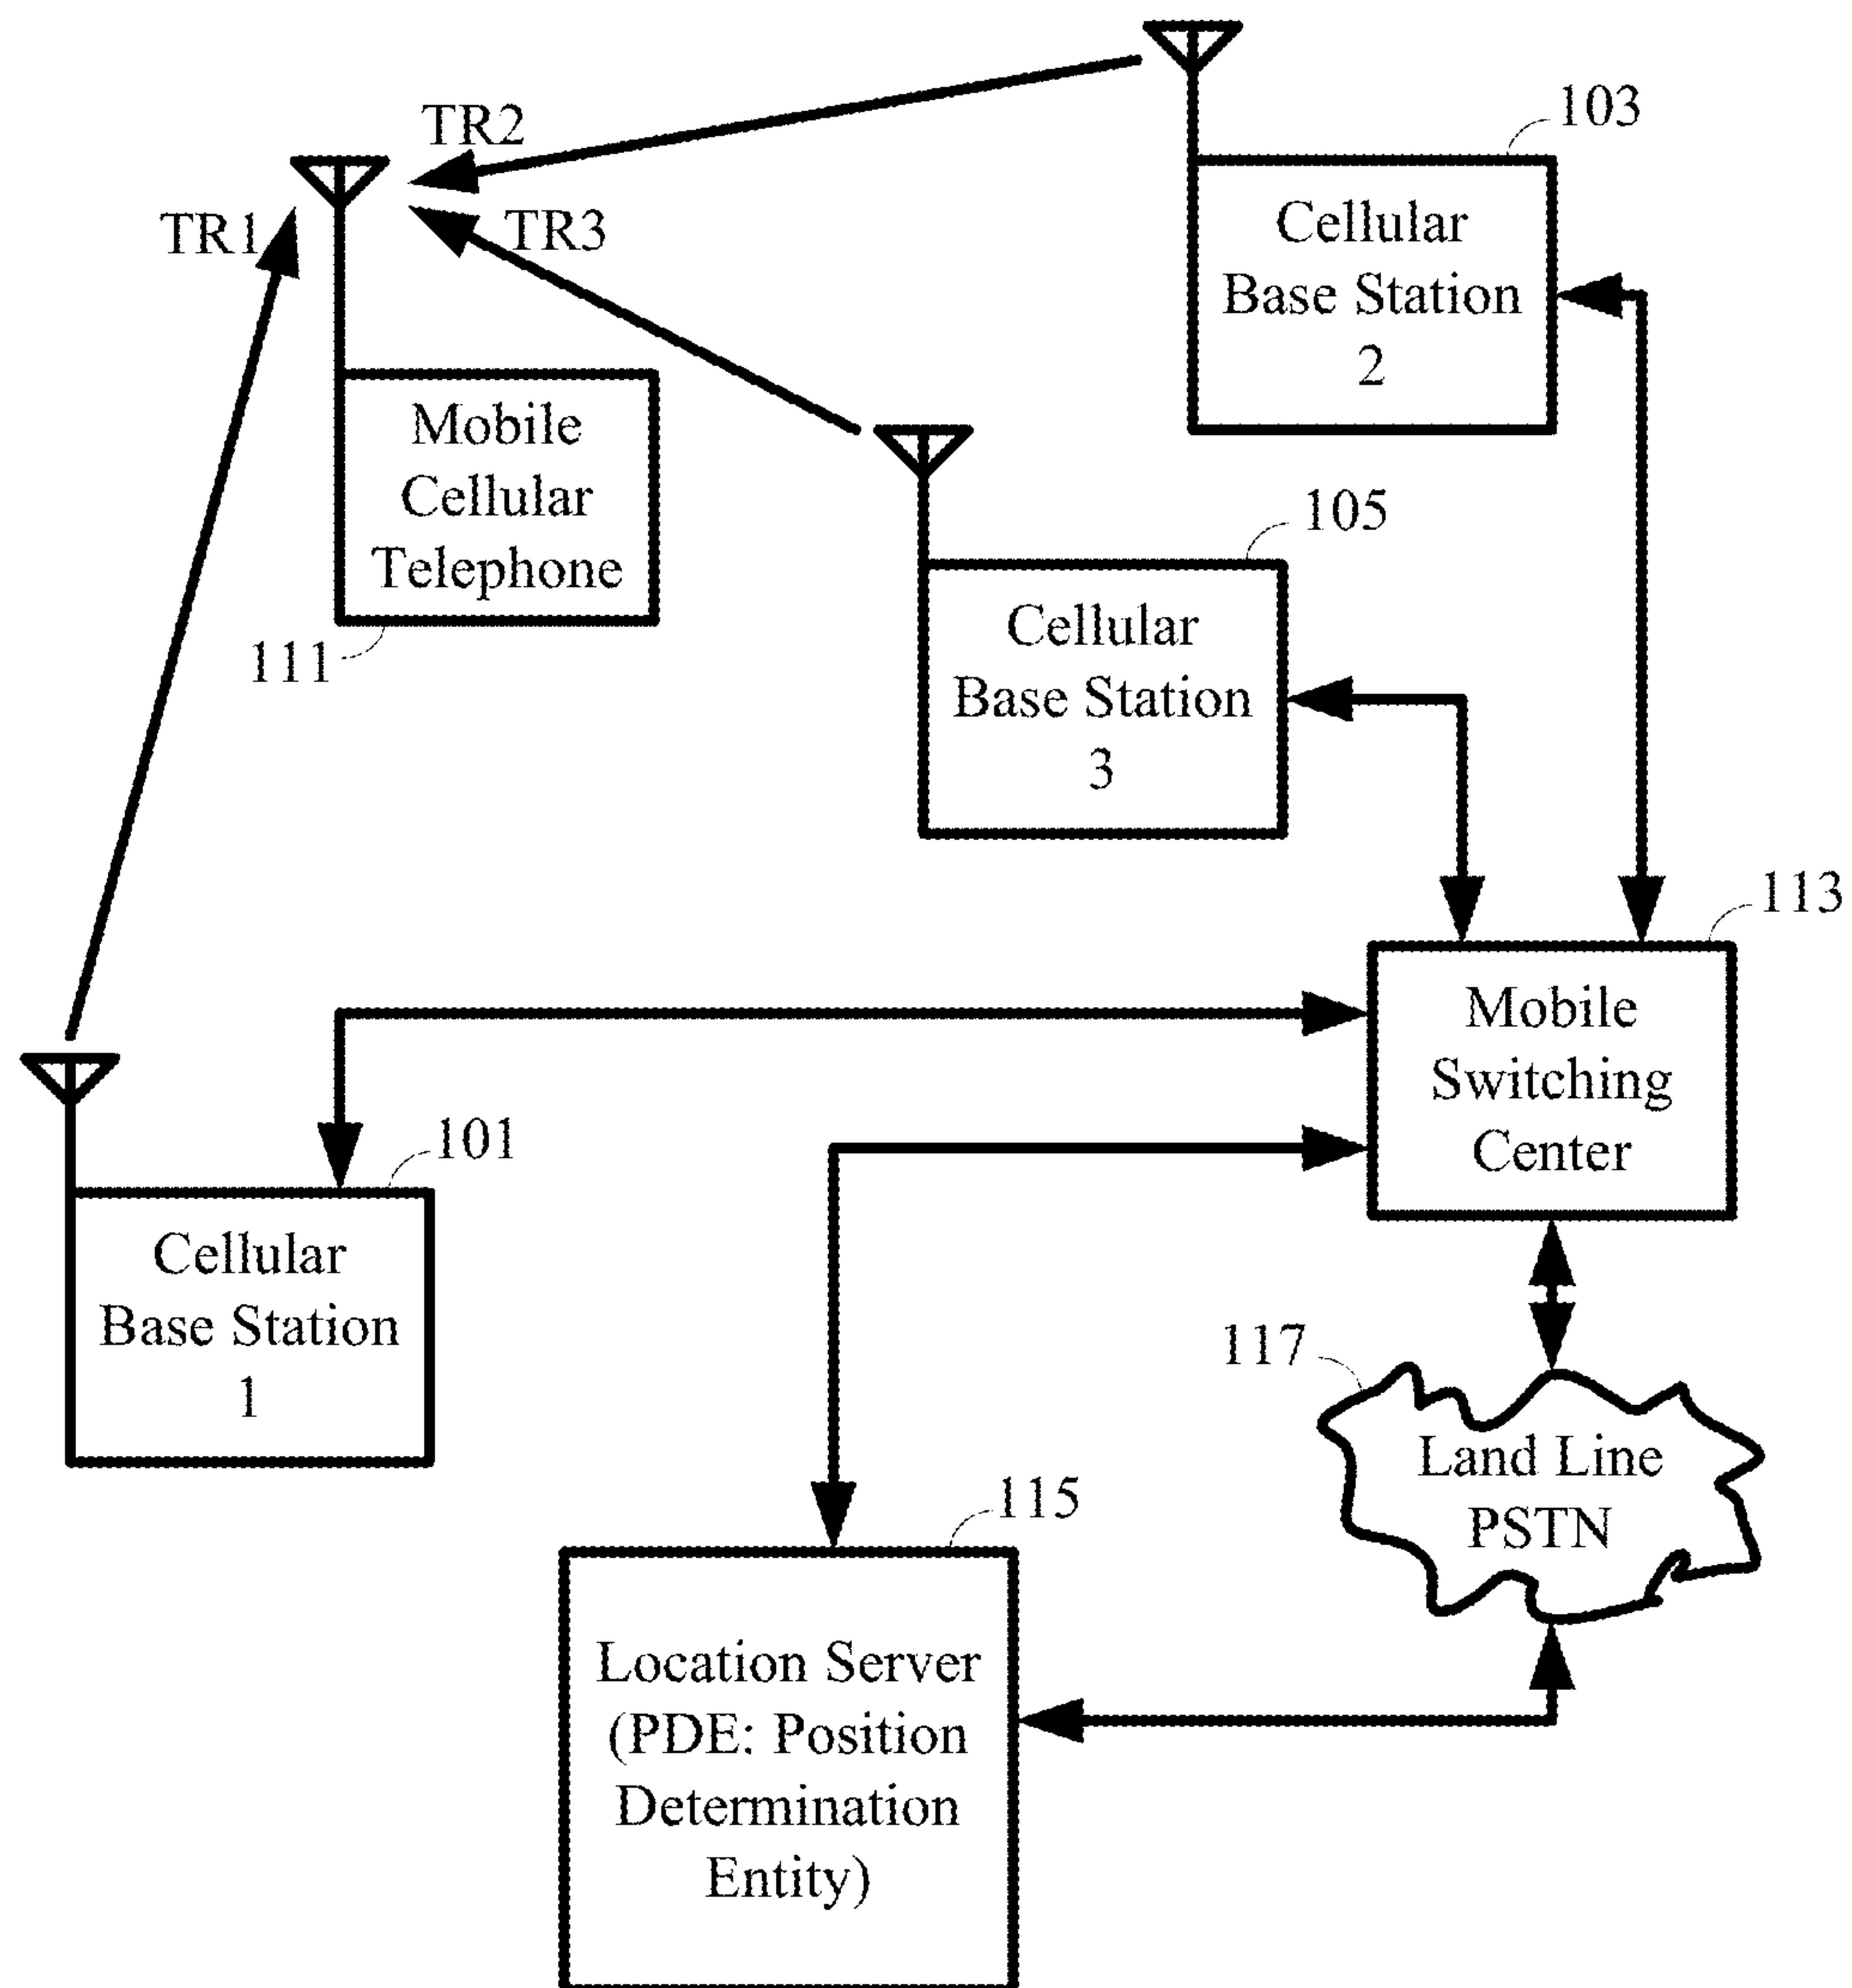 103
TR2
TR1
TR3
Cellular
Base Station
2
Mobile
Cellular
Telephone
111
105
Cellular
Base Station
3
113
Mobile
Switching
Center
101
Cellular
Base Station
1
117
Land Line
PSTN
115
Location Server
(PDE: Position
Determination
Entity)